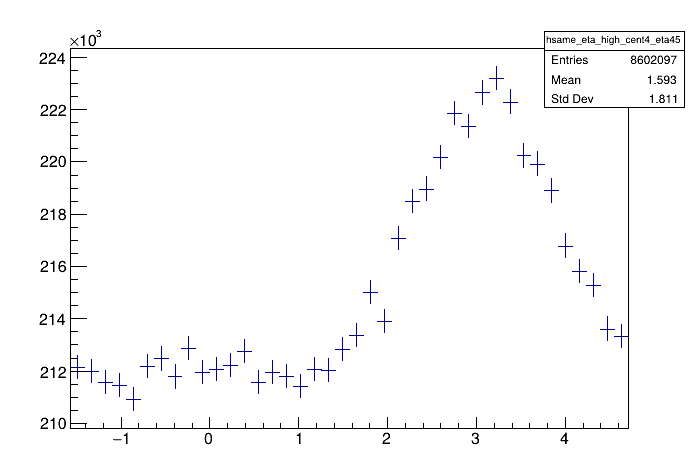 ×10³
hsame_eta_high_cent4_eta45
Entries 8602097
Mean 1.593
Std Dev 1.811
224
222
220
218
216
214
212
210
−1 0 1 2 3 4